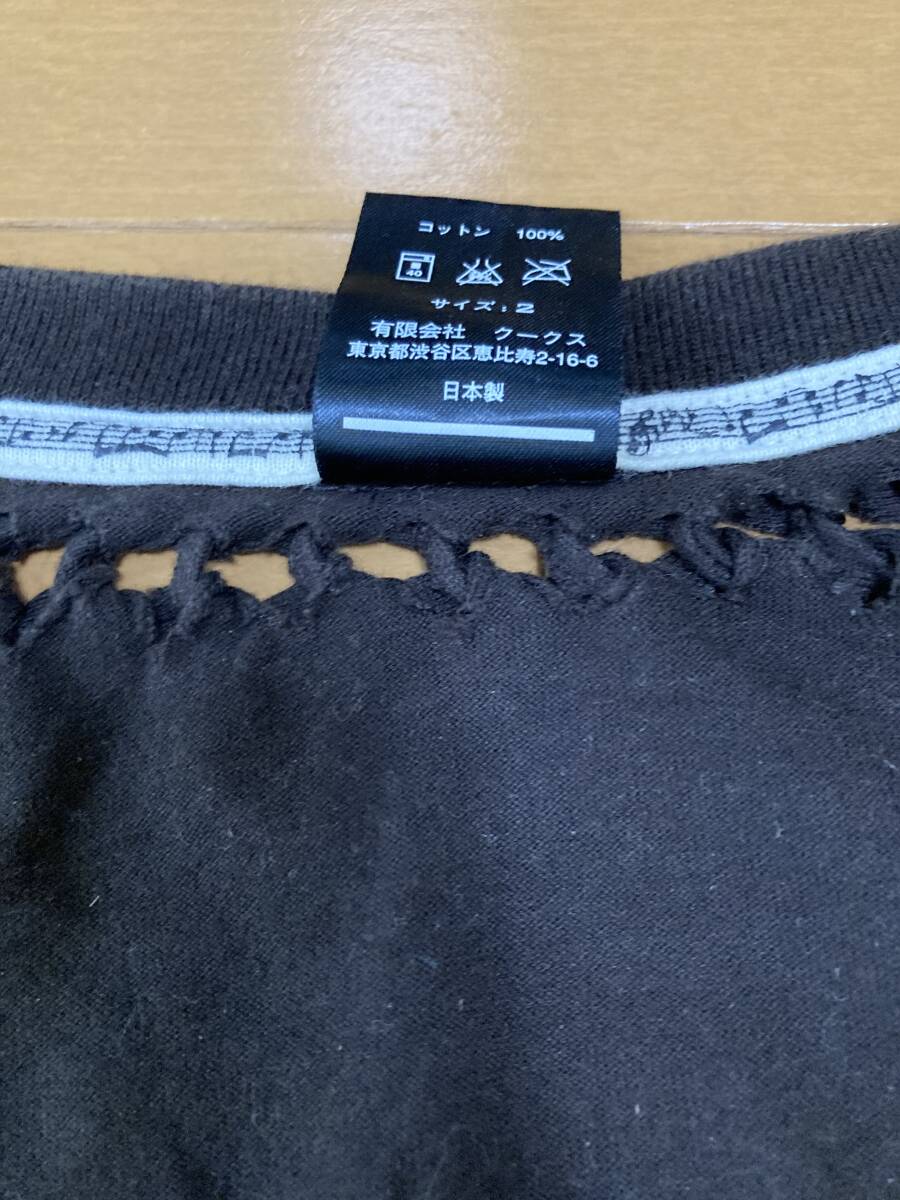 コットン 100%
40
サイズ:2
有限会社 クークス
東京都渋谷区恵比寿2-16-6
日本製